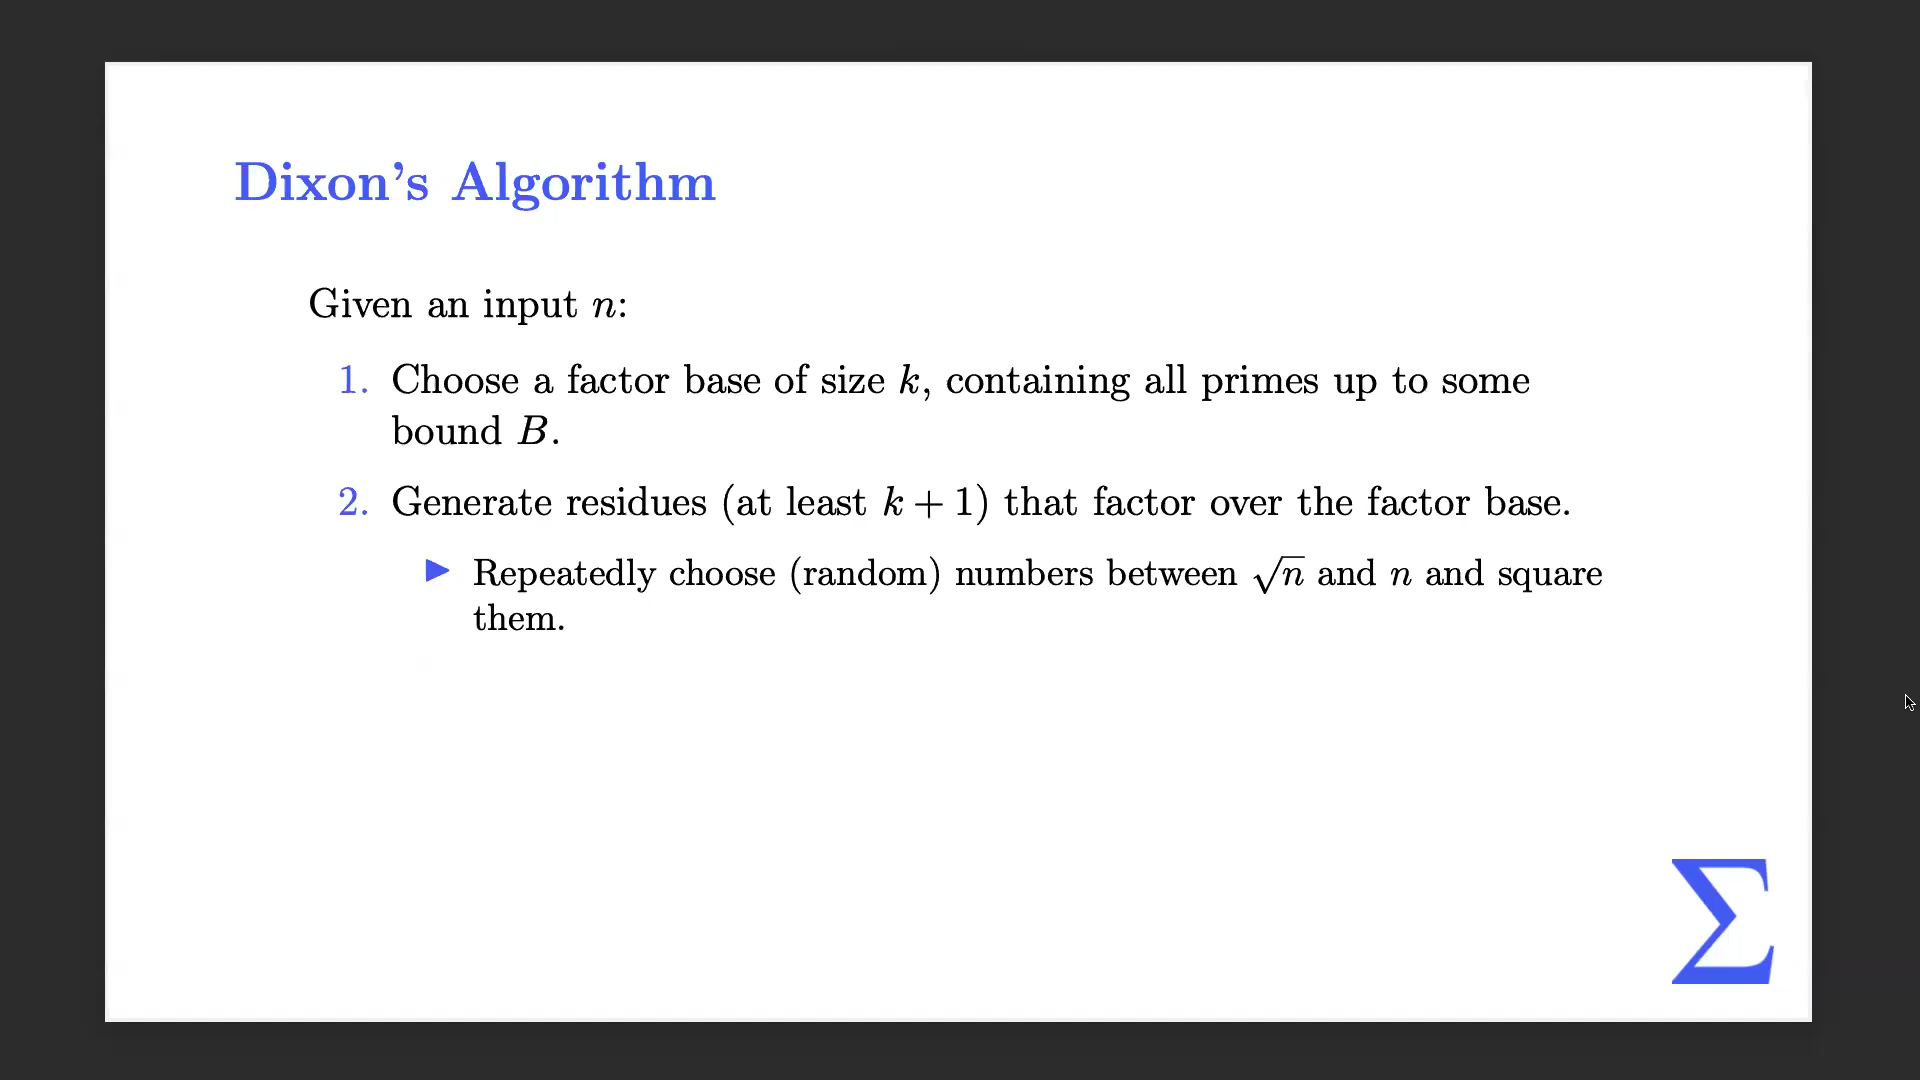 Dixon’s Algorithm
Given an input n:
1. Choose a factor base of size k, containing all primes up to some
bound B.
2. Generate residues (at least k + 1) that factor over the factor base.
▶ Repeatedly choose (random) numbers between √n and n and square
them.
Σ